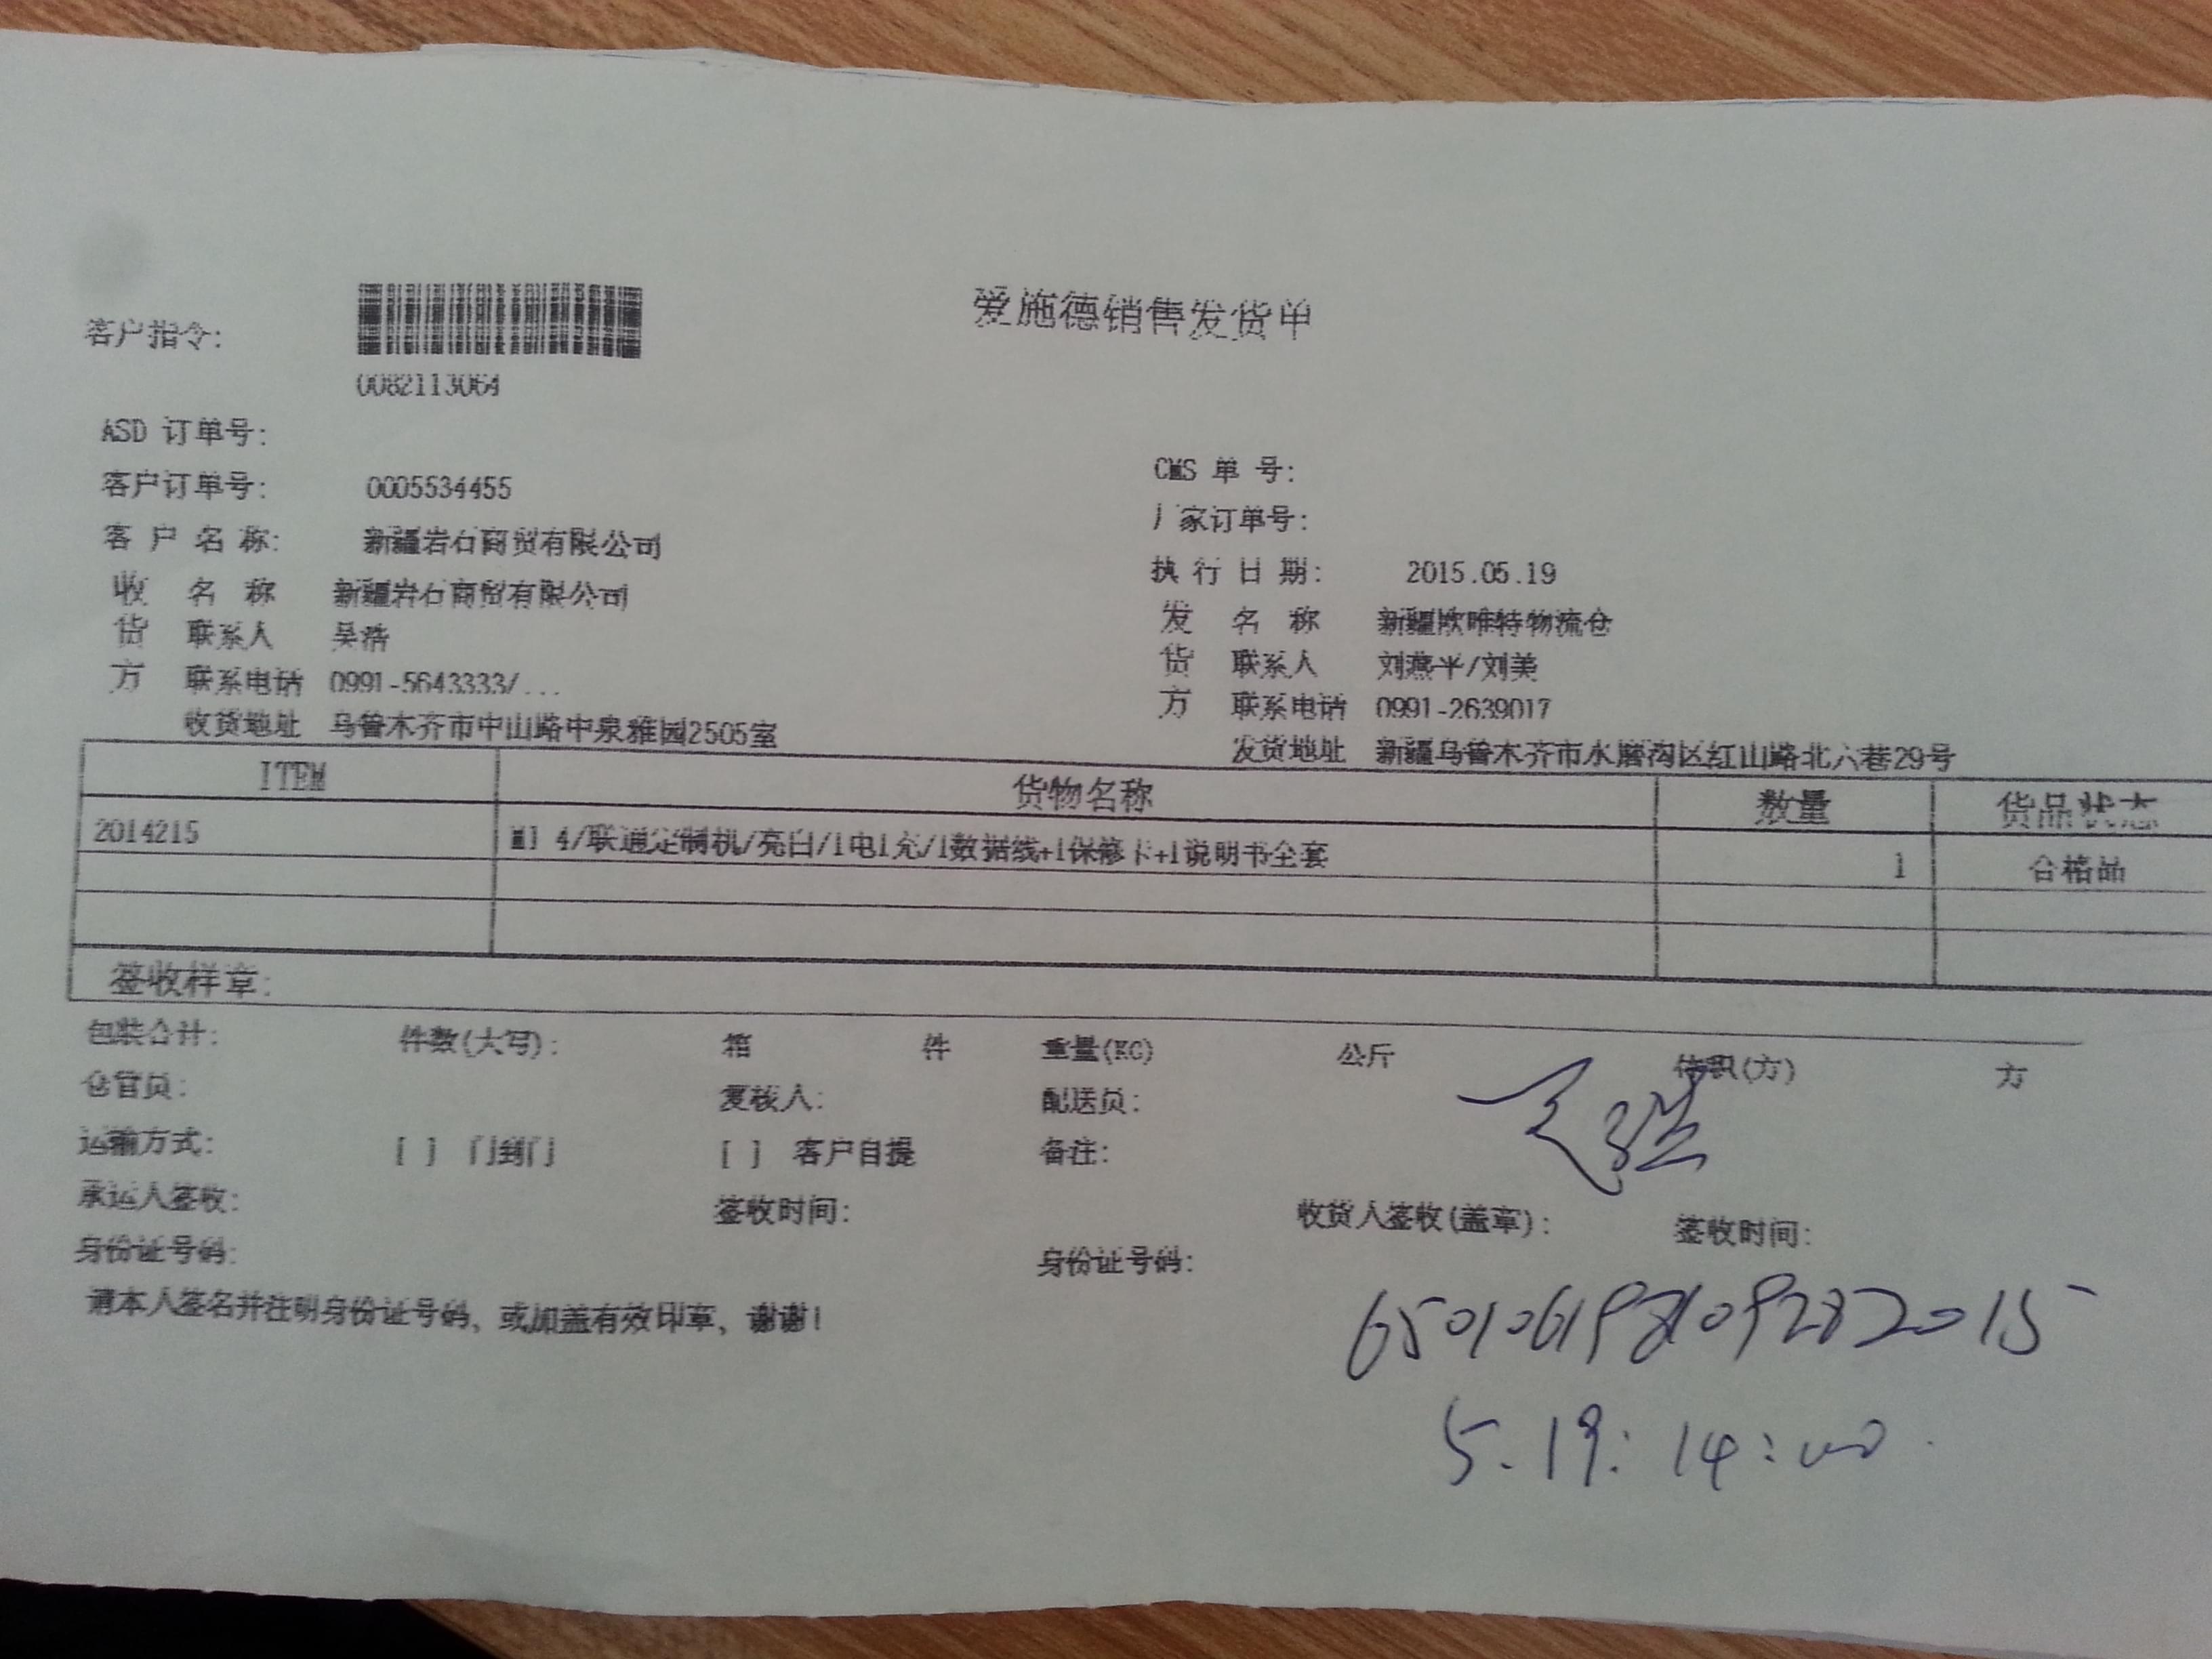 爱施德销售发货单
客户指令:
0082113064
ASD 订单号:
CMS 单 号:
客户订单号: 0005534455
厂家订单号:
客 户 名 称: 新疆岩石商贸有限公司
执 行 日 期: 2015.05.19
收 名 称 新疆岩石商贸有限公司
发 名 称 新疆欧唯特物流仓
货 联系人 吴浩
货 联系人 刘燕平/刘美
方 联系电话 0991-5643333/...
方 联系电话 0991-2639017
收货地址 乌鲁木齐市中山路中泉雅园2505室
发货地址 新疆乌鲁木齐市水磨沟区红山路北六巷29号
ITEM 货物名称 数量 货品状态
2014215 MI 4/联通定制机/亮白/1电1充/1数据线+1保修卡+1说明书全套 1 合格品
签收样章:
包装合计: 件数(大写): 箱 件 重量(KG) 公斤 体积(方) 方
仓管员: 复核人: 配送员:
运输方式: [ ] 门到门 [ ] 客户自提 备注:
承运人签收: 签收时间: 收货人签收(盖章): 签收时间:
身份证号码: 身份证号码:
请本人签名并注明身份证号码、或加盖有效印章，谢谢!
5.19:14:00